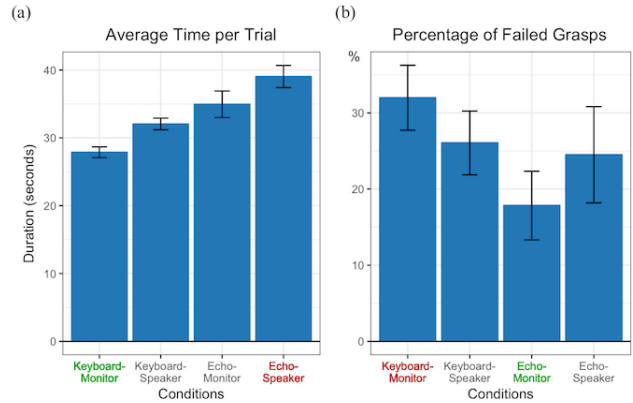 (a)
Average Time per Trial
Duration (seconds)
40
30
20
10
0
Keyboard-
Monitor
Keyboard-
Speaker
Echo-
Monitor
Echo-
Speaker
Conditions
(b)
Percentage of Failed Grasps
%
30
20
10
0
Keyboard-
Monitor
Keyboard-
Speaker
Echo-
Monitor
Echo-
Speaker
Conditions